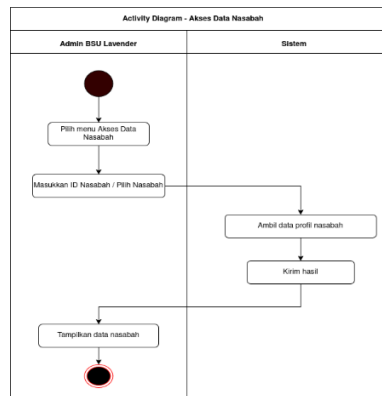 Activity Diagram - Akses Data Nasabah
Admin BSU Lavender
Sistem
Pilih menu Akses Data
Nasabah
Masukkan ID Nasabah / Pilih Nasabah
Ambil data profil nasabah
Kirim hasil
Tampilkan data nasabah